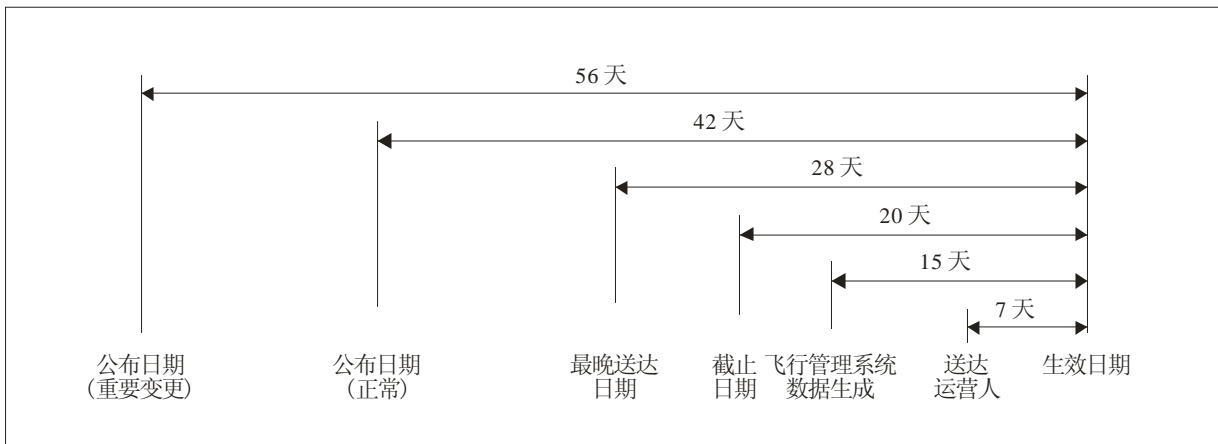 56 天
42 天
28 天
20 天
15 天
7 天
公布日期
（重要变更）
公布日期
（正常）
最晚送达
日期
截止
日期
飞行管理系统
数据生成
送达
运营人
生效日期